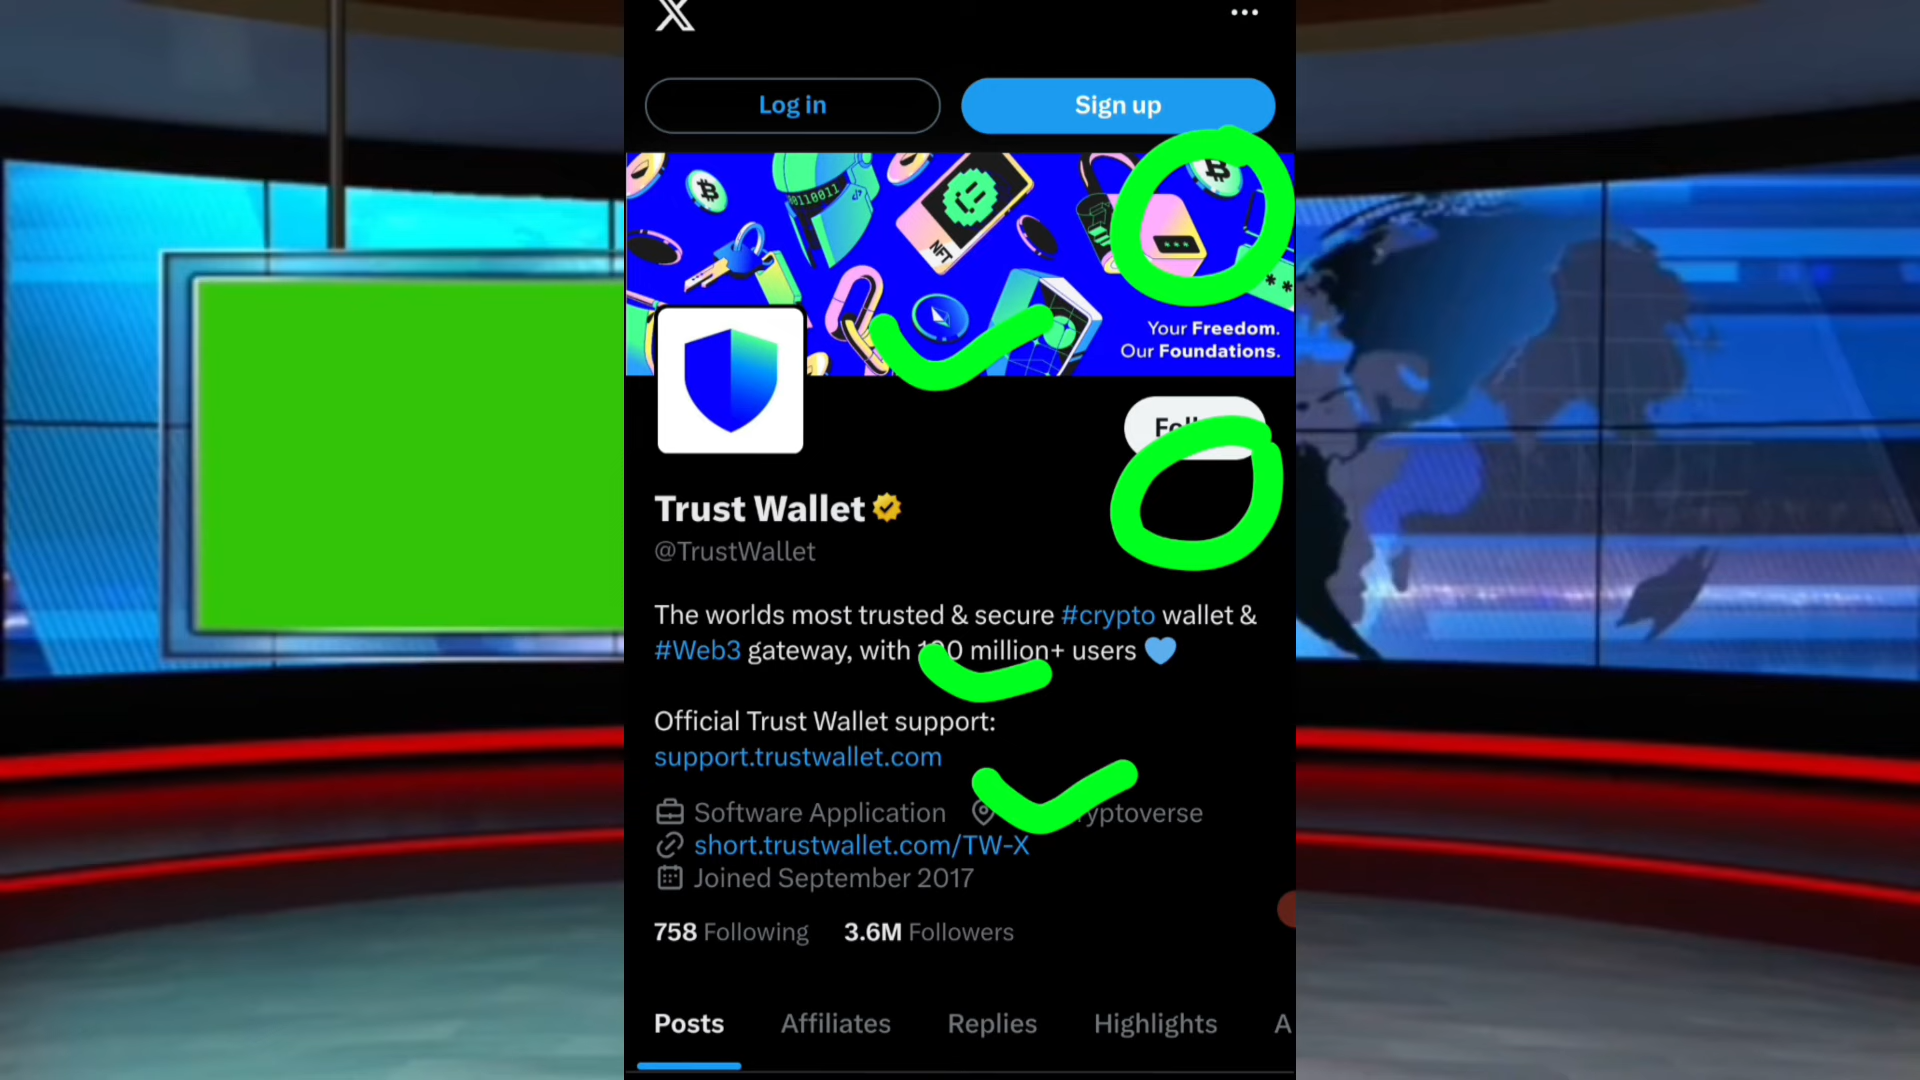 Log in
Sign up
0110011
NFT
Your Freedom.
Our Foundations.
Trust Wallet
@TrustWallet
The worlds most trusted & secure #crypto wallet &
#Web3 gateway, with million+ users
Official Trust Wallet support:
support.trustwallet.com
Software Application
short.trustwallet.com/TW-X
Joined September 2017
758 Following 3.6M Followers
Posts Affiliates Replies Highlights